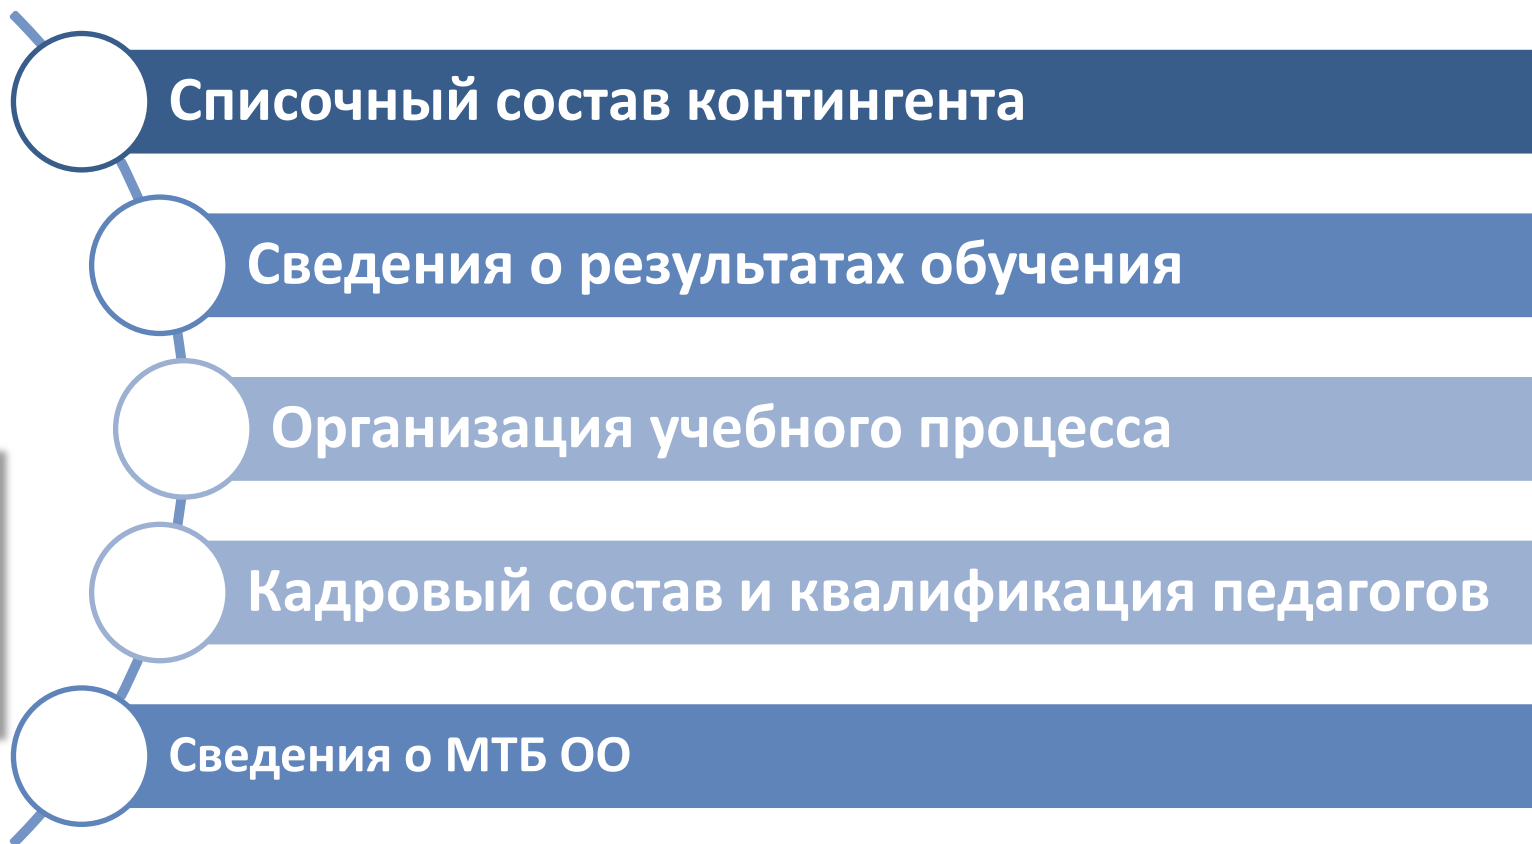 Списочный состав контингента
Сведения о результатах обучения
Организация учебного процесса
Кадровый состав и квалификация педагогов
Сведения о МТБ ОО